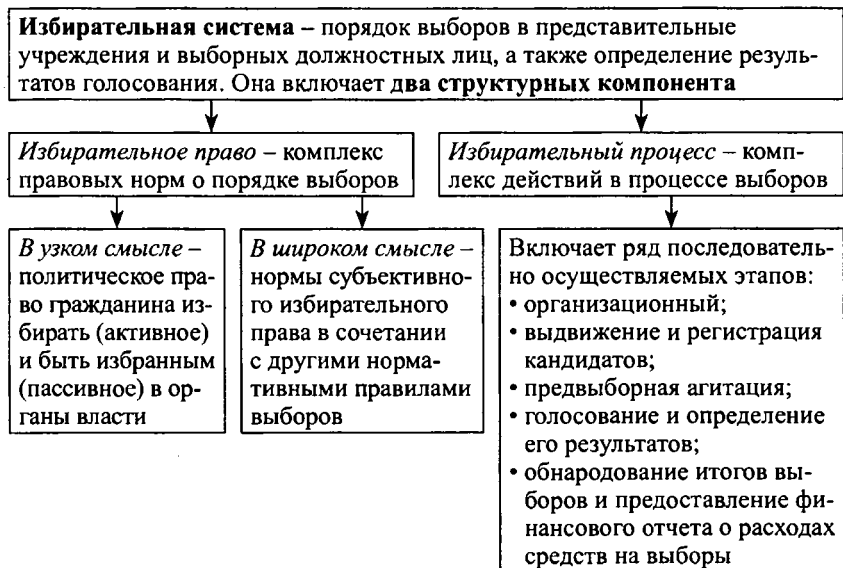 Избирательная система – порядок выборов в представительные
учреждения и выборных должностных лиц, а также определение резуль-
татов голосования. Она включает два структурных компонента
Избирательное право – комплекс
правовых норм о порядке выборов
Избирательный процесс – комп-
лекс действий в процессе выборов
В узком смысле –
политическое пра-
во гражданина из-
бирать (активное)
и быть избранным
(пассивное) в ор-
ганы власти
В широком смысле –
нормы субъективно-
го избирательного
права в сочетании
с другими норма-
тивными правилами
выборов
Включает ряд последователь-
но осуществляемых этапов:
• организационный;
• выдвижение и регистрация
кандидатов;
• предвыборная агитация;
• голосование и определение
его результатов;
• обнародование итогов вы-
боров и предоставление фи-
нансового отчета о расходах
средств на выборы